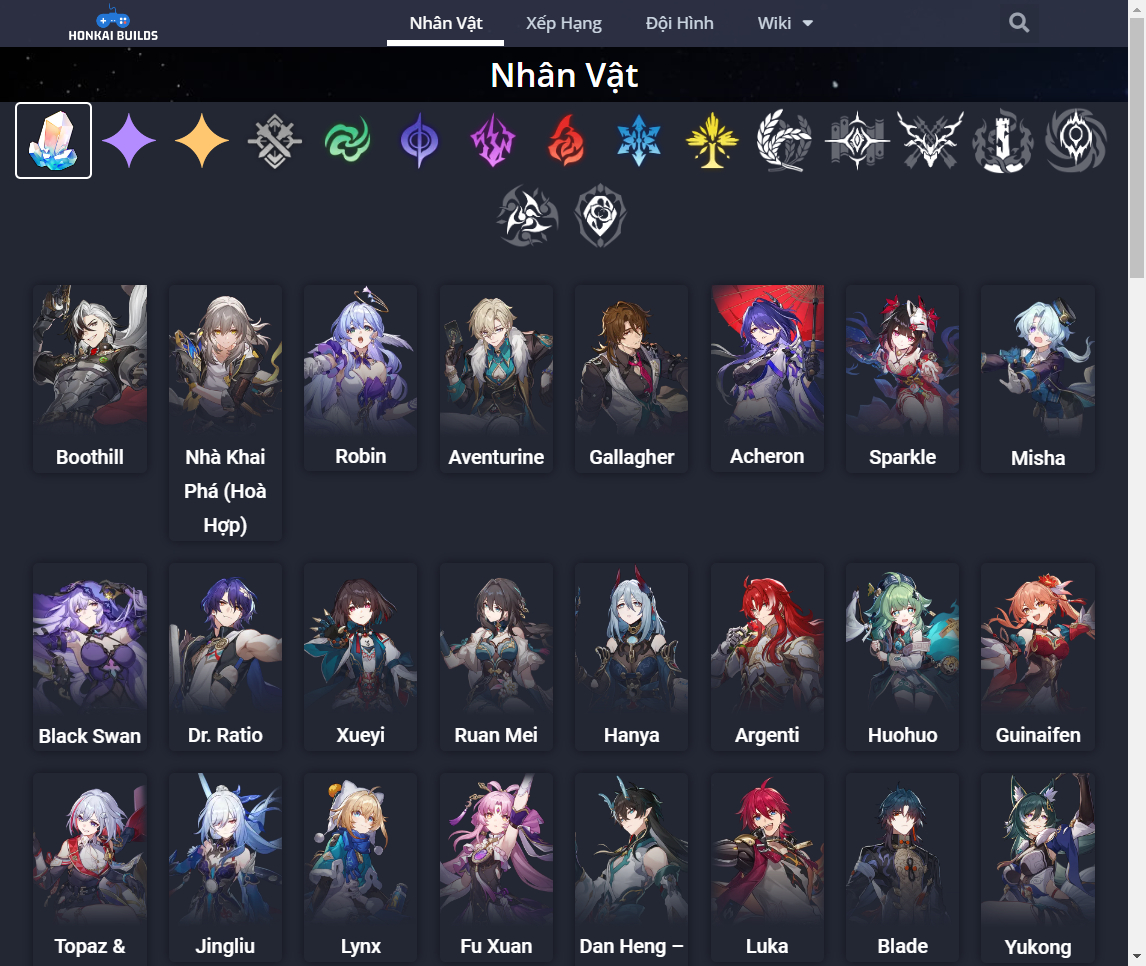 HONKAI BUILDS
Nhân Vật
Xếp Hạng
Đội Hình
Wiki
Nhân Vật
Boothill
Nhà Khai
Phá (Hoà
Hợp)
Robin
Aventurine
Gallagher
Acheron
Sparkle
Misha
Black Swan
Dr. Ratio
Xueyi
Ruan Mei
Hanya
Argenti
Huohuo
Guinaifen
Topaz &
Jingliu
Lynx
Fu Xuan
Dan Heng –
Luka
Blade
Yukong